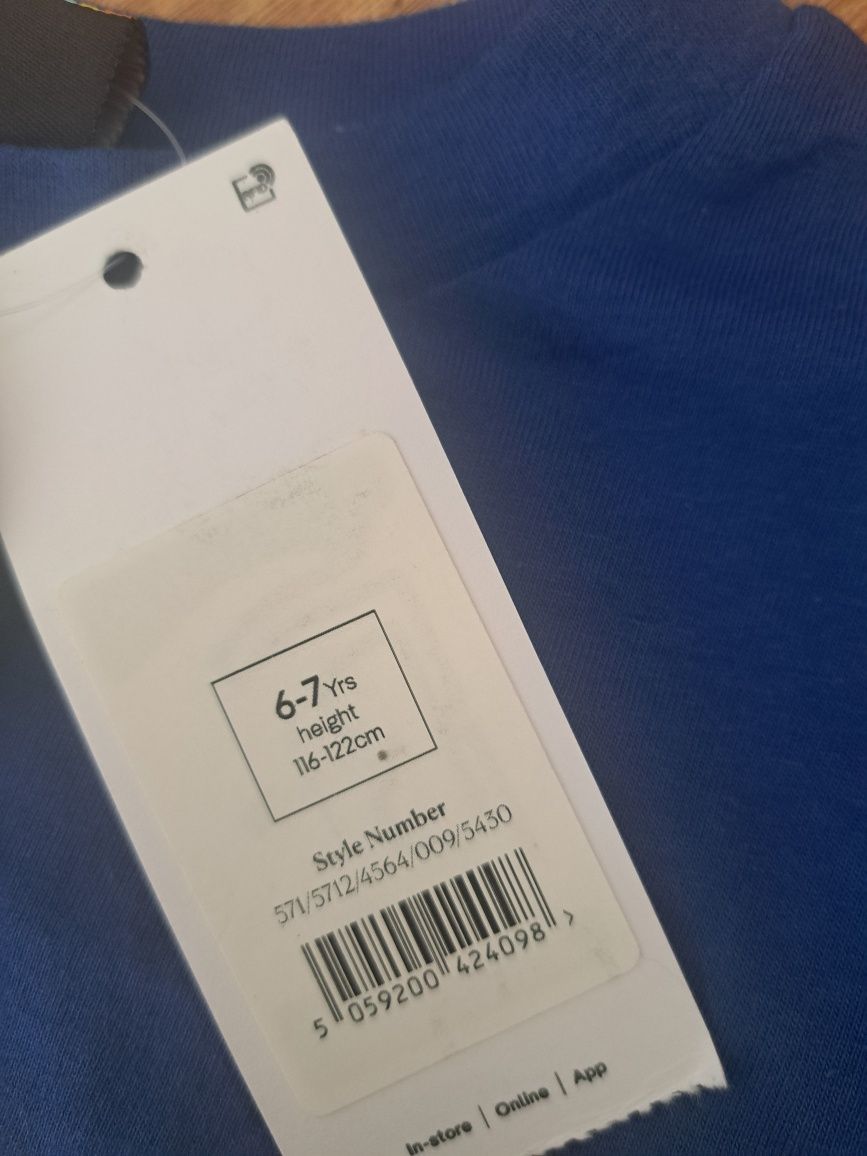 6-7 Yrs
height
116-122cm
Style Number
571/5712/4564/009/5430
5 059200 424098 >
In-store | Online | App